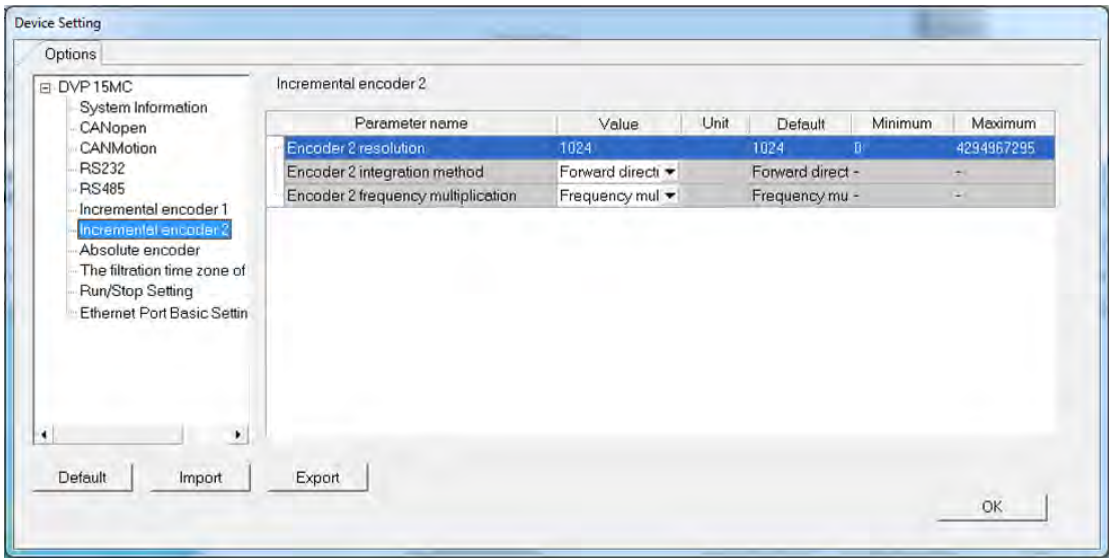 Device Setting
Options
DVP 15MC
System Information
CANopen
CANMotion
RS232
RS485
Incremental encoder 1
Incremental encoder 2
Absolute encoder
The filtration time zone of
Run/Stop Setting
Ethernet Port Basic Settin
Incremental encoder 2
Parameter name Value Unit Default Minimum Maximum
Encoder 2 resolution 1024 1024 0 4294967295
Encoder 2 integration method Forward directi Forward direct - -
Encoder 2 frequency multiplication Frequency mul Frequency mu - -
Default Import Export
OK